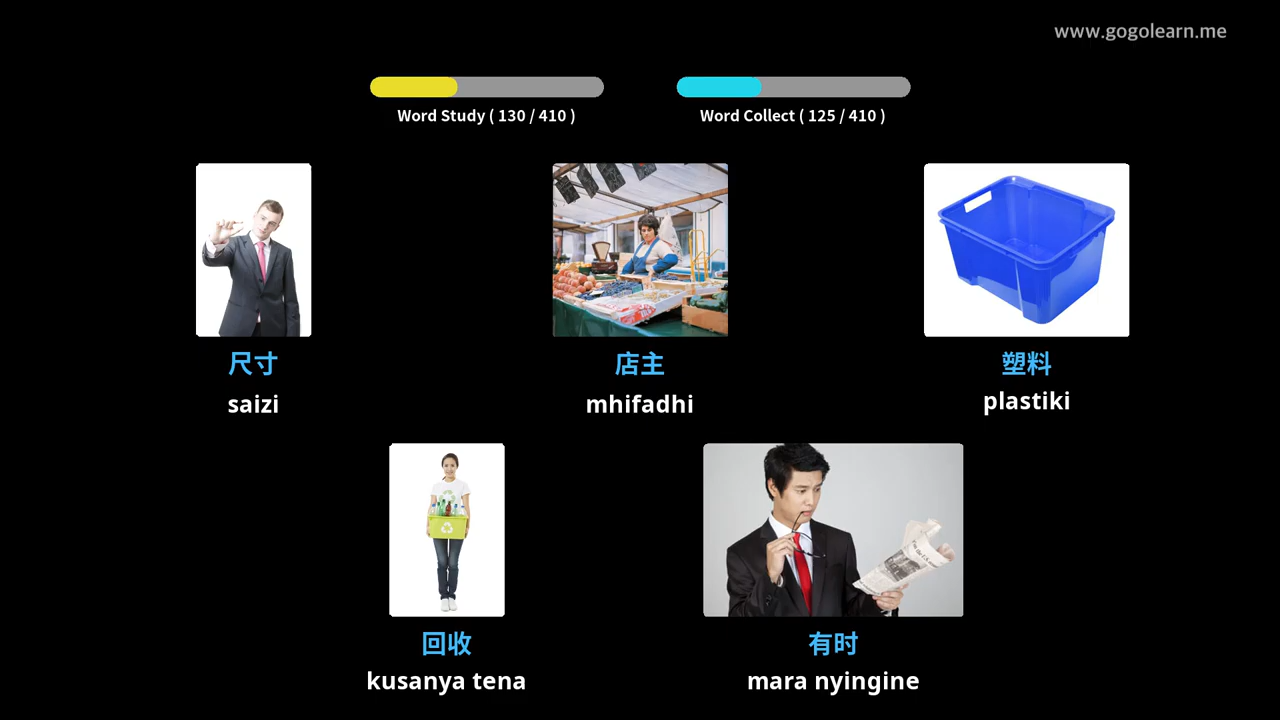 www.gogolearn.me
Word Study ( 130 / 410 )
Word Collect ( 125 / 410 )
尺寸
saizi
店主
mhifadhi
塑料
plastiki
回收
kusanya tena
有时
mara nyingine